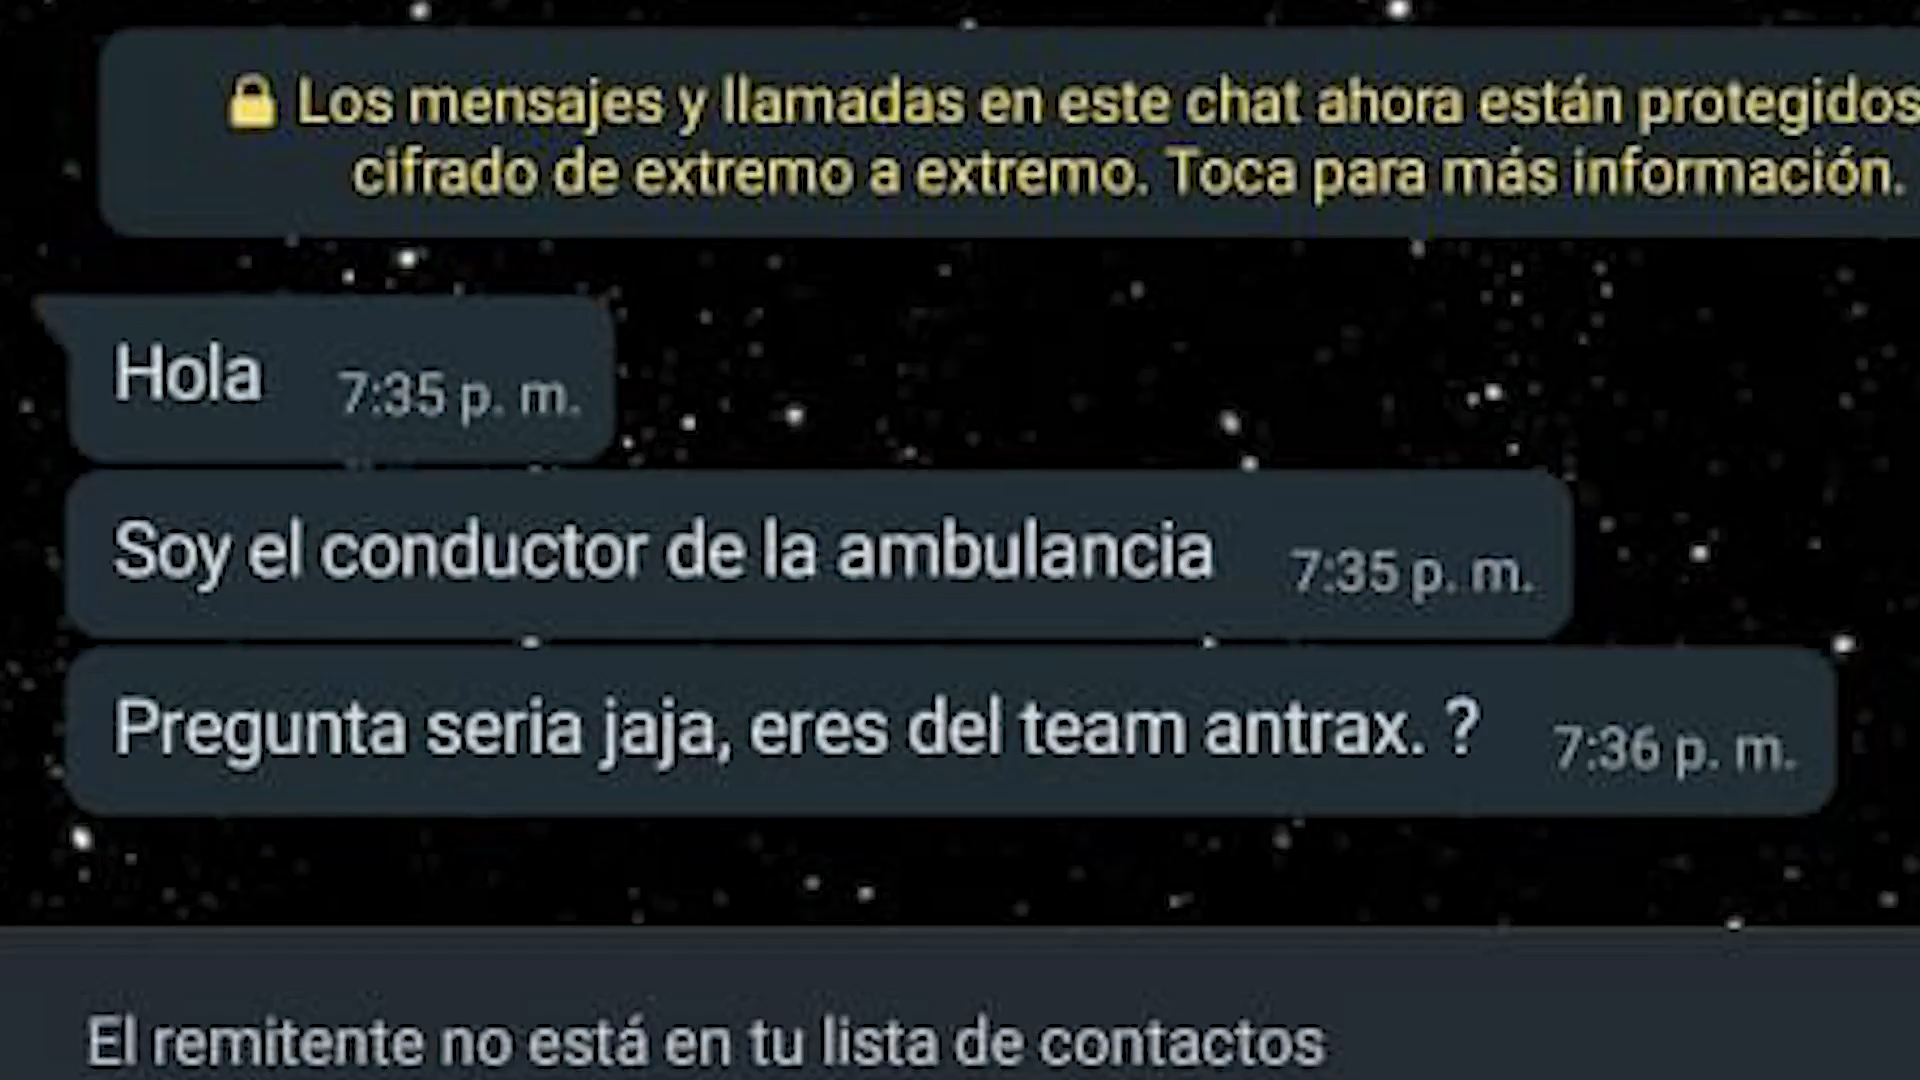 Los mensajes y llamadas en este chat ahora están protegidos
cifrado de extremo a extremo. Toca para más información.
Hola 7:35 p. m.
Soy el conductor de la ambulancia 7:35 p. m.
Pregunta seria jaja, eres del team antrax. ? 7:36 p. m.
El remitente no está en tu lista de contactos